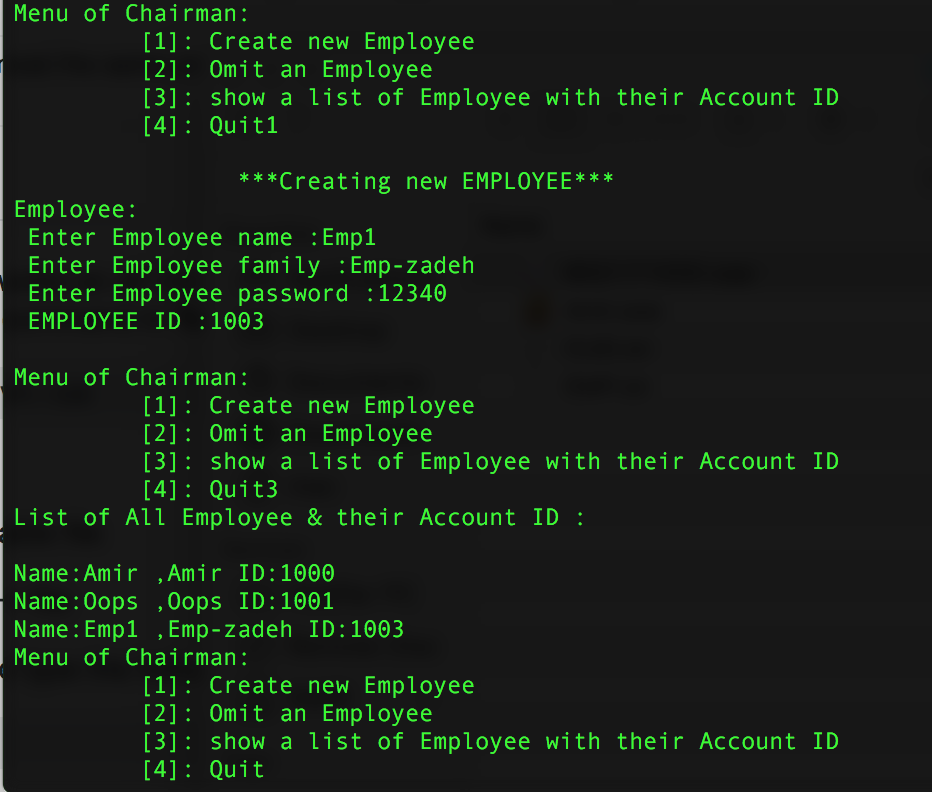 Menu of Chairman:
[1]: Create new Employee
[2]: Omit an Employee
[3]: show a list of Employee with their Account ID
[4]: Quit1
***Creating new EMPLOYEE***
Employee:
Enter Employee name :Emp1
Enter Employee family :Emp-zadeh
Enter Employee password :12340
EMPLOYEE ID :1003
Menu of Chairman:
[1]: Create new Employee
[2]: Omit an Employee
[3]: show a list of Employee with their Account ID
[4]: Quit3
List of All Employee & their Account ID :
Name:Amir ,Amir ID:1000
Name:Oops ,Oops ID:1001
Name:Emp1 ,Emp-zadeh ID:1003
Menu of Chairman:
[1]: Create new Employee
[2]: Omit an Employee
[3]: show a list of Employee with their Account ID
[4]: Quit